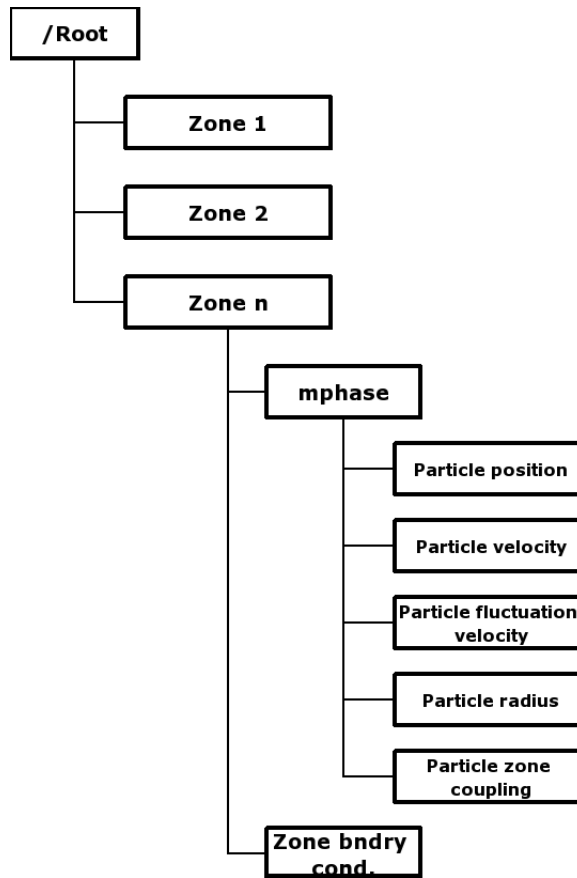 /Root
Zone 1
Zone 2
Zone n
mphase
Particle position
Particle velocity
Particle fluctuation
velocity
Particle radius
Particle zone
coupling
Zone bndry
cond.